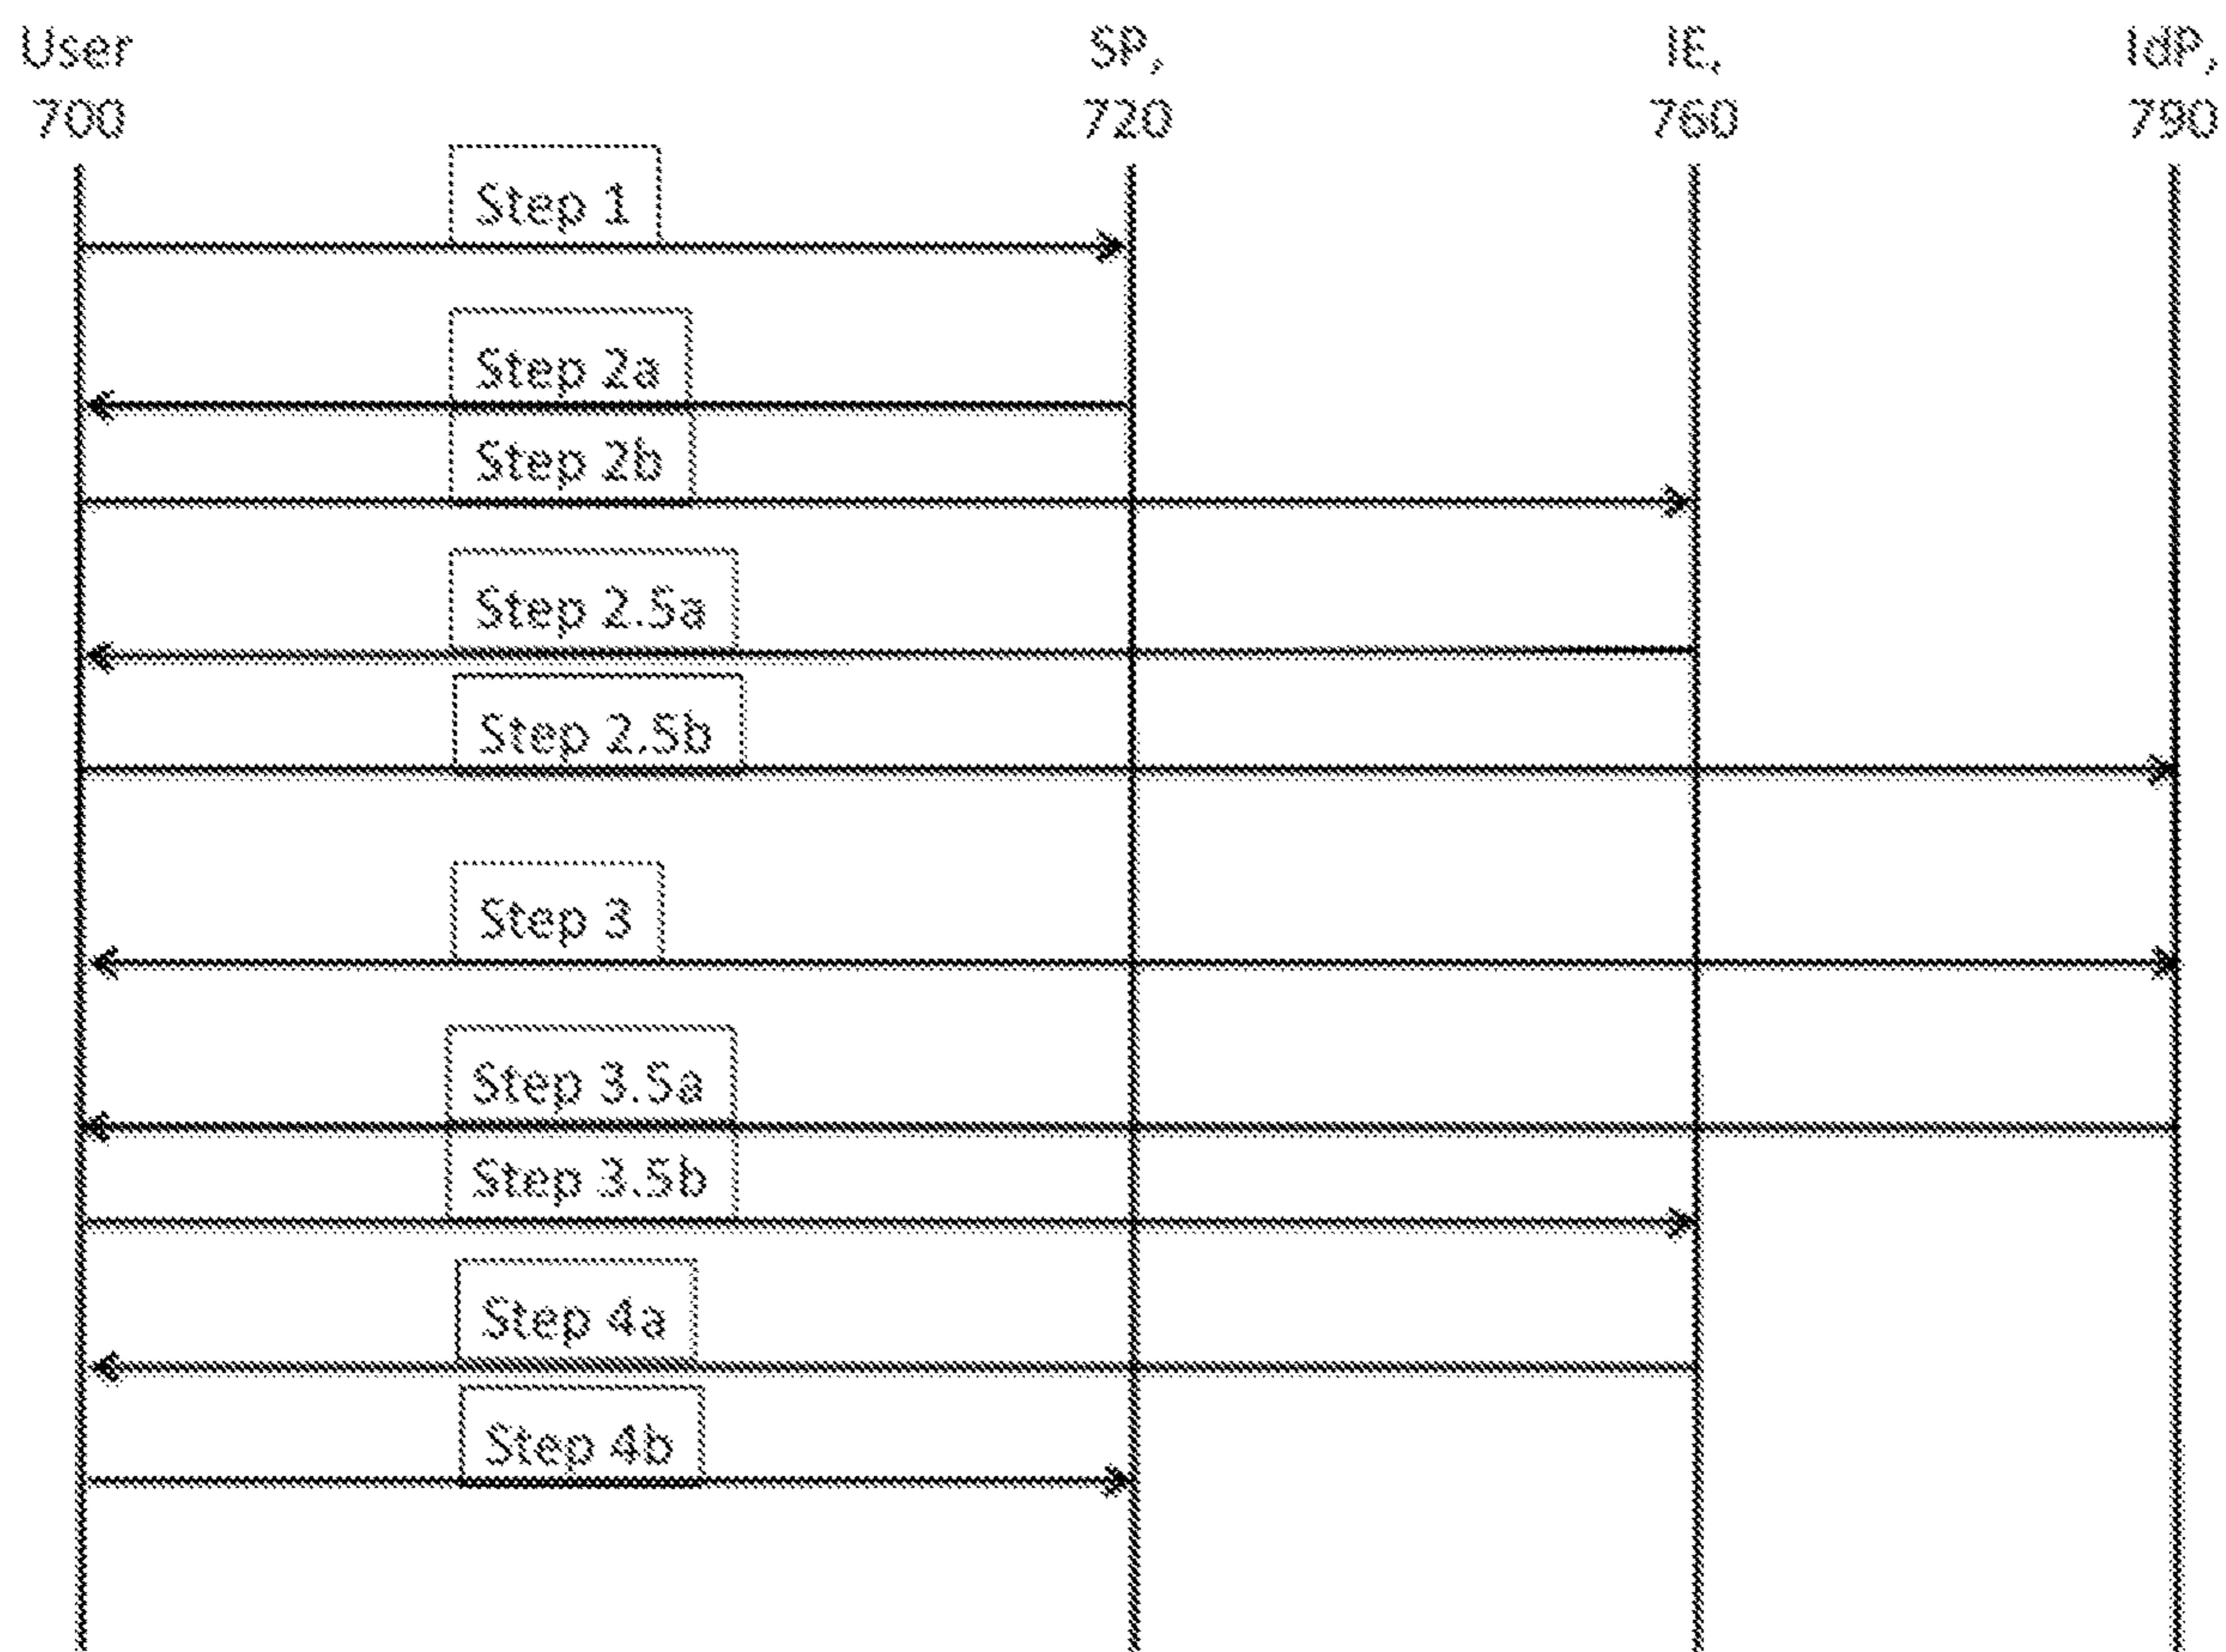 User
700
SP,
720
IE,
760
IdP,
790
Step 1
Step 2a
Step 2b
Step 2.5a
Step 2.5b
Step 3
Step 3.5a
Step 3.5b
Step 4a
Step 4b